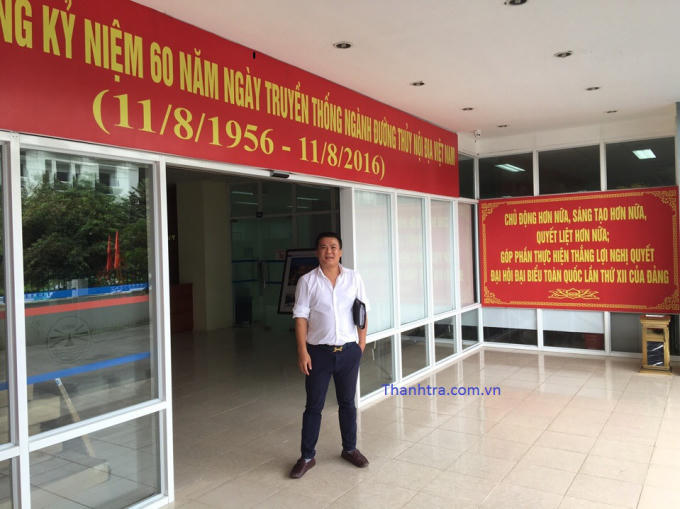 NG KỶ NIỆM 60 NĂM NGÀY TRUYỀN THỐNG NGÀNH ĐƯỜNG THỦY NỘI ĐỊA VIỆT NAM
(11/8/1956 - 11/8/2016)
CHỦ ĐỘNG HƠN NỮA, SÁNG TẠO HƠN NỮA,
QUYẾT LIỆT HƠN NỮA;
GÓP PHẦN THỰC HIỆN THẮNG LỢI NGHỊ QUYẾT
ĐẠI HỘI ĐẠI BIỂU TOÀN QUỐC LẦN THỨ XII CỦA ĐẢNG
Thanhtra.com.vn